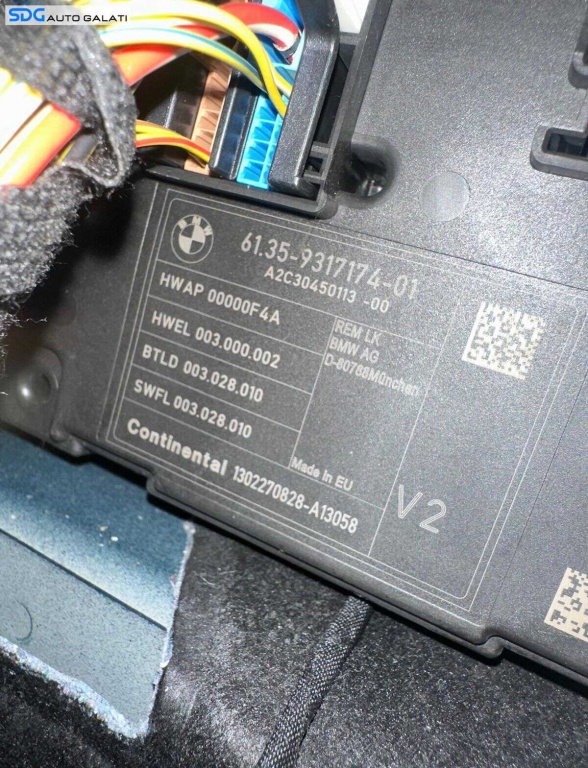 SDG AUTO GALATI
BMW
61.35-9317174-01
A2C30450113 -00
HWAP 00000F4A
HWEL 003.000.002
BTLD 003.028.010
SWFL 003.028.010
REM LK
BMW AG
D-80788München
Made in EU
Continental 1302270828-A13058
V2